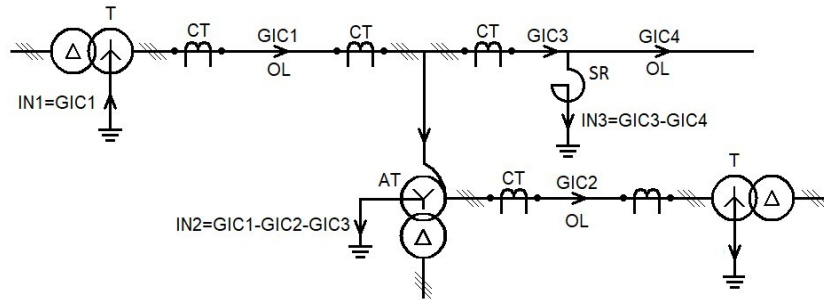 T
CT
GIC1
CT
CT
GIC3
GIC4
Δ
OL
SR
OL
IN1=GIC1
IN3=GIC3-GIC4
AT
CT
GIC2
T
IN2=GIC1-GIC2-GIC3
OL
Δ
Δ